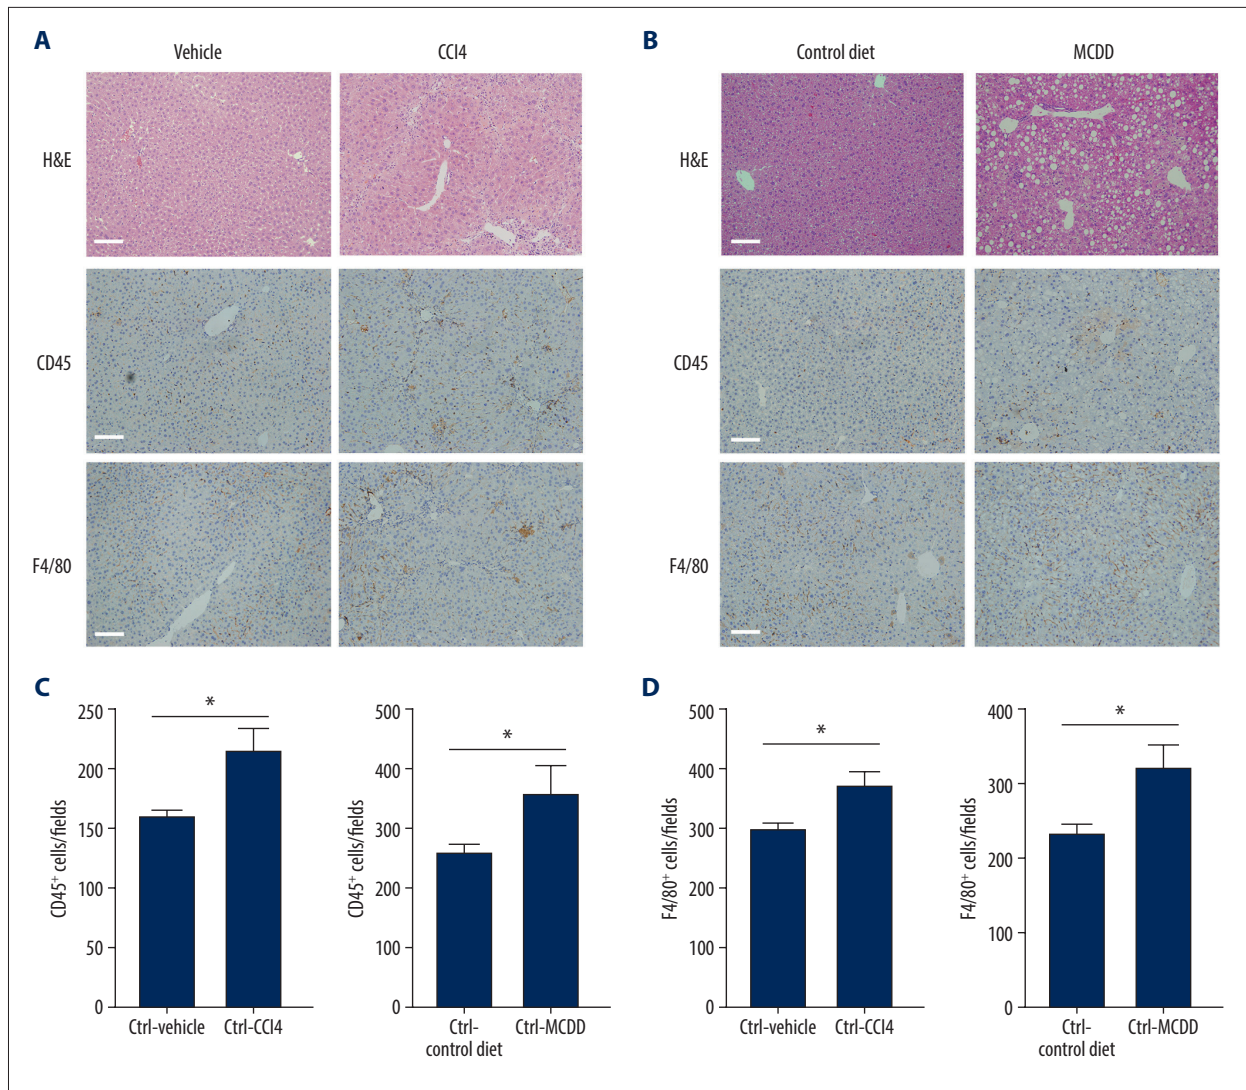 A
Vehicle
CCl4
H&E
CD45
F4/80
B
Control diet
MCDD
H&E
CD45
F4/80
C
CD45+ cells/fields
250
200
150
100
50
0
*
Ctrl-vehicle
Ctrl-CCl4
CD45+ cells/fields
500
400
300
200
100
0
*
Ctrl-
control diet
Ctrl-MCDD
D
F4/80+ cells/fields
500
400
300
200
100
0
*
Ctrl-vehicle
Ctrl-CCl4
F4/80+ cells/fields
400
300
200
100
0
*
Ctrl-
control diet
Ctrl-MCDD